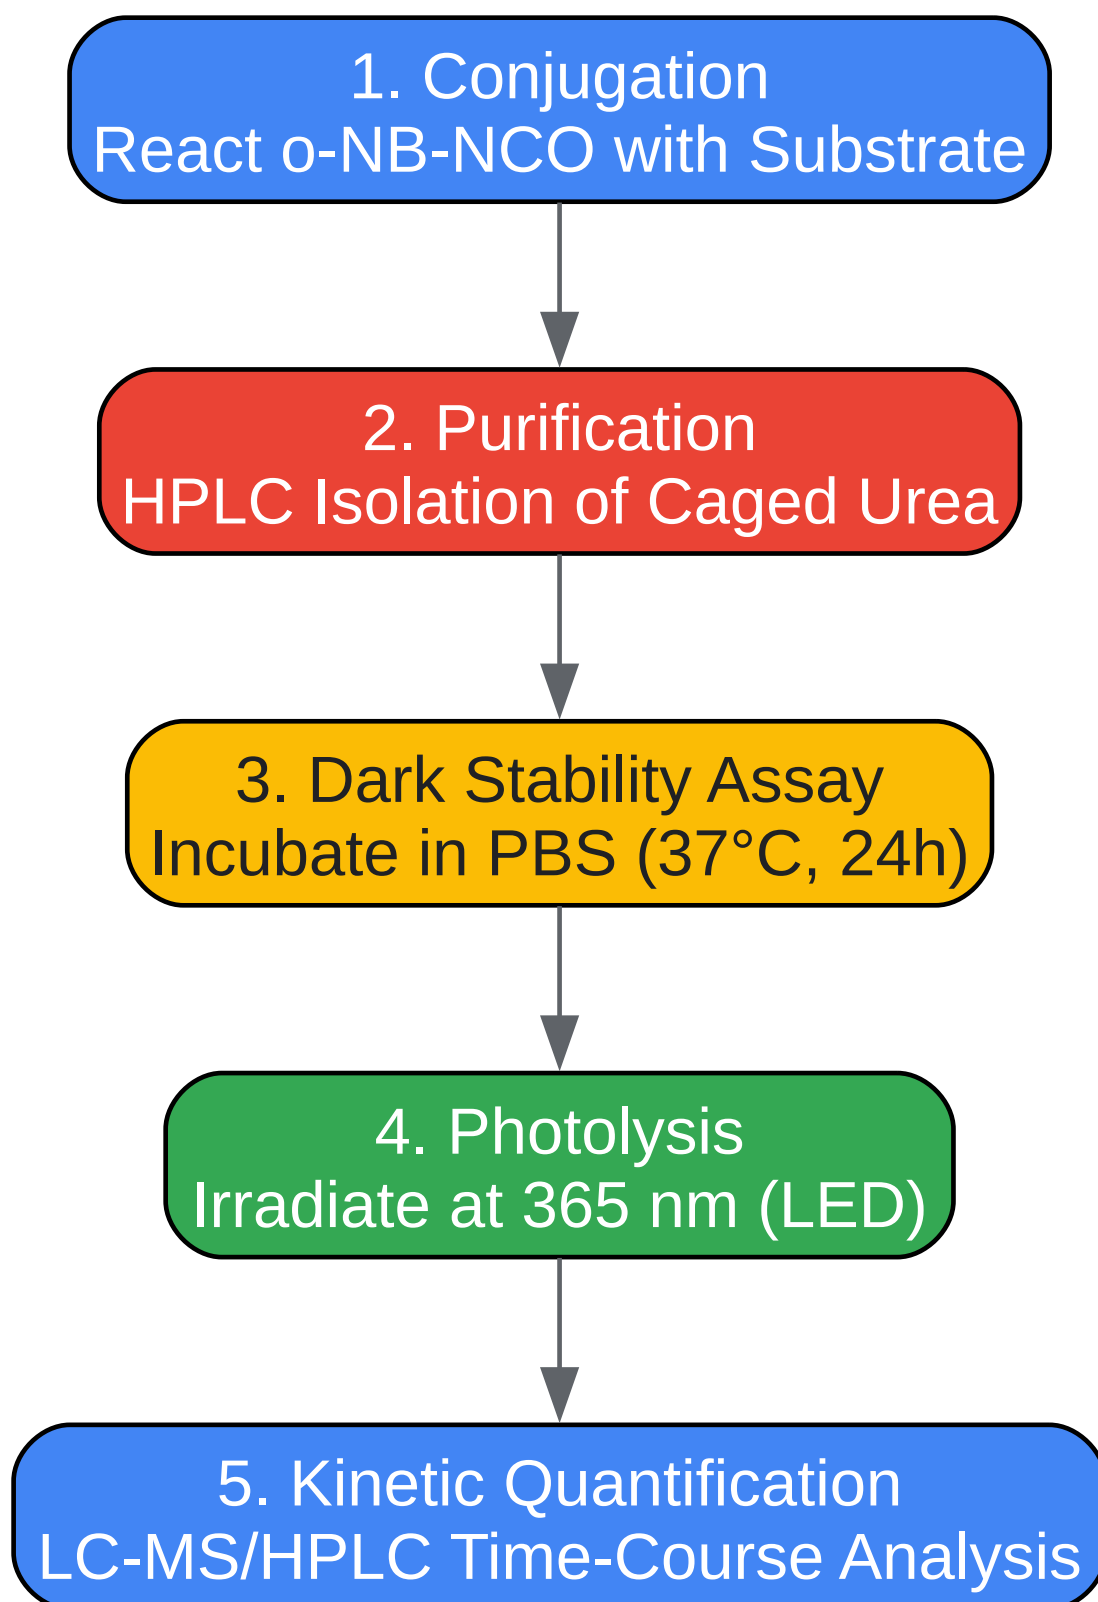 1. Conjugation
React o-NB-NCO with Substrate
2. Purification
HPLC Isolation of Caged Urea
3. Dark Stability Assay
Incubate in PBS (37°C, 24h)
4. Photolysis
Irradiate at 365 nm (LED)
5. Kinetic Quantification
LC-MS/HPLC Time-Course Analysis